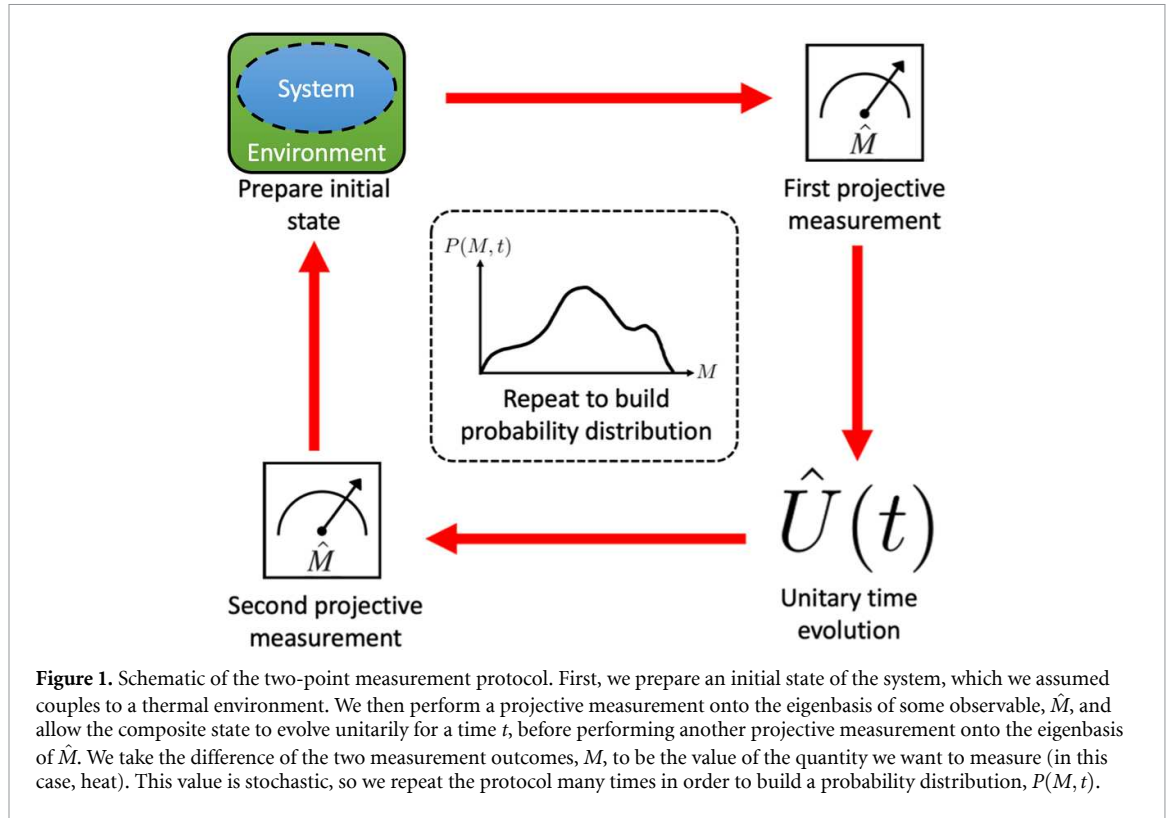 System
Environment
Prepare initial
state
M̂
First projective
measurement
P(M, t)
M
Repeat to build
probability distribution
M̂
Second projective
measurement
Û(t)
Unitary time
evolution
Figure 1. Schematic of the two-point measurement protocol. First, we prepare an initial state of the system, which we assumed
couples to a thermal environment. We then perform a projective measurement onto the eigenbasis of some observable, M̂, and
allow the composite state to evolve unitarily for a time t, before performing another projective measurement onto the eigenbasis
of M̂. We take the difference of the two measurement outcomes, M, to be the value of the quantity we want to measure (in this
case, heat). This value is stochastic, so we repeat the protocol many times in order to build a probability distribution, P(M, t).